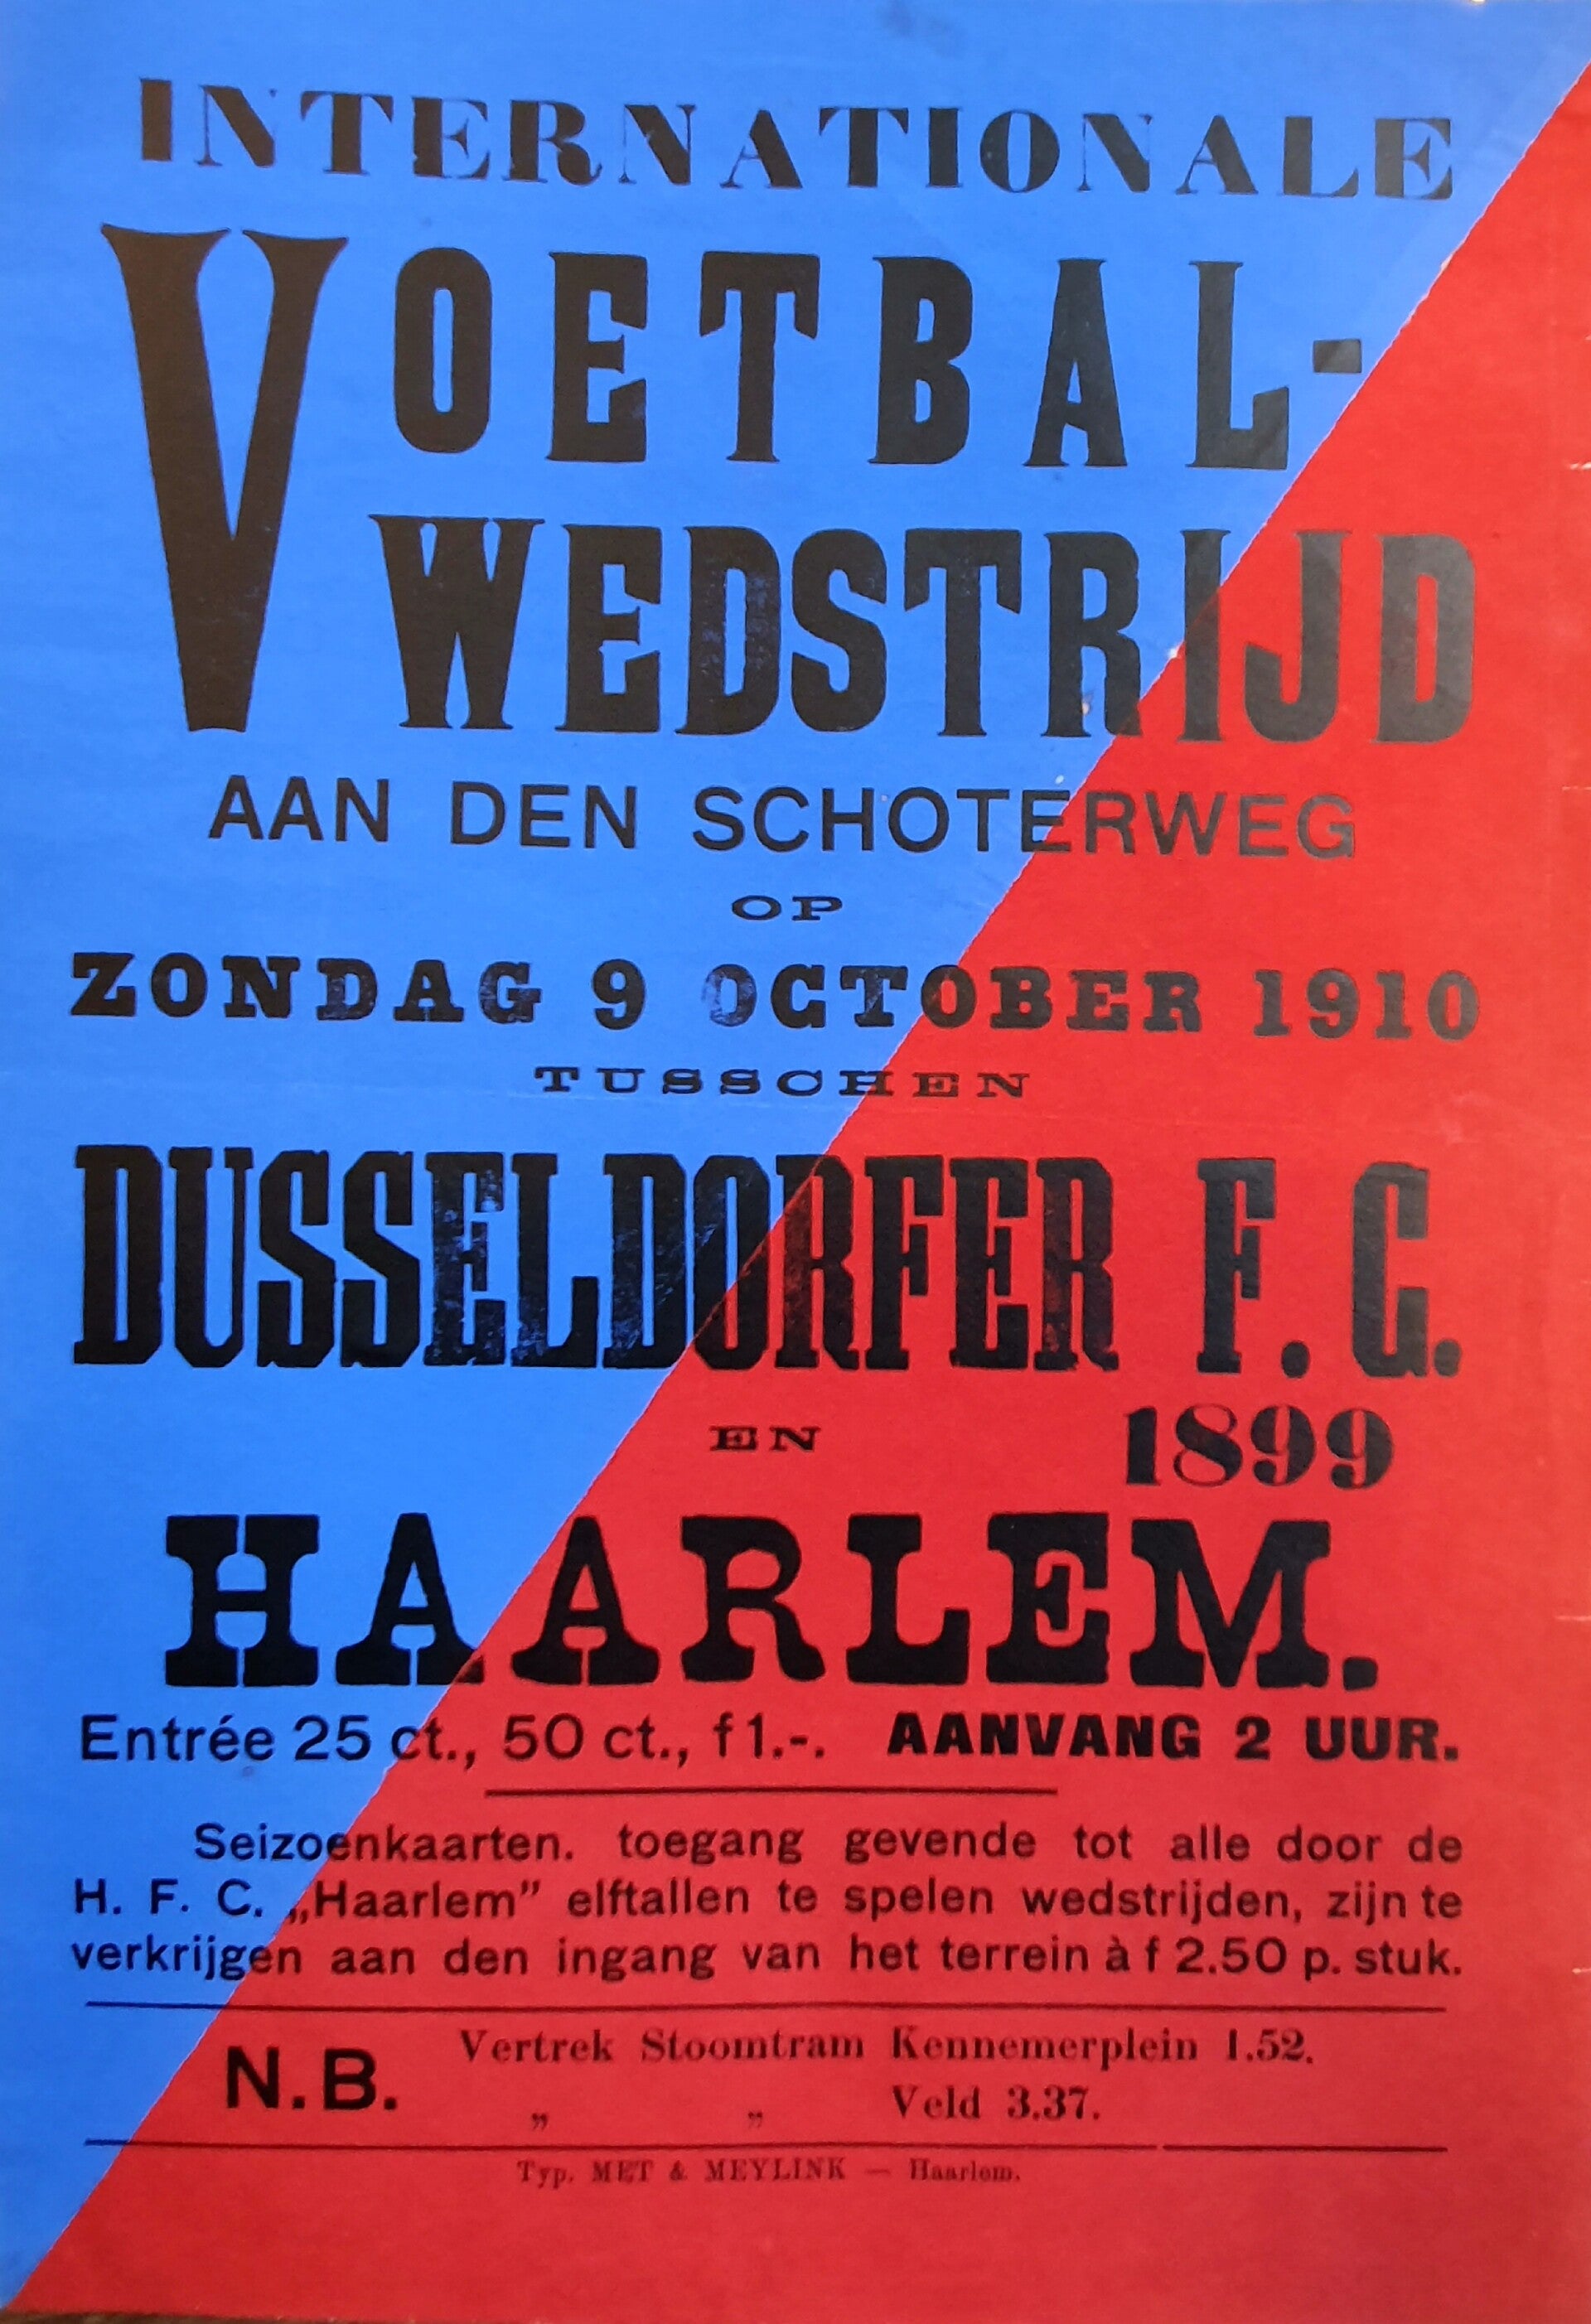 INTERNATIONALE
VOETBAL-
WEDSTRIJD
AAN DEN SCHOTERWEG
OP
ZONDAG 9 OCTOBER 1910
TUSSCHEN
DUSSELDORFER F. C.
EN 1899
HAARLEM.
Entrée 25 ct., 50 ct., f 1.-. AANVANG 2 UUR.
Seizoenkaarten. toegang gevende tot alle door de
H. F. C. „Haarlem” elftallen te spelen wedstrijden, zijn te
verkrijgen aan den ingang van het terrein à f 2.50 p. stuk.
N.B. Vertrek Stoomtram Kennemerplein 1.52.
„ „ Veld 3.37.
Typ. MET & MEYLINK — Haarlem.